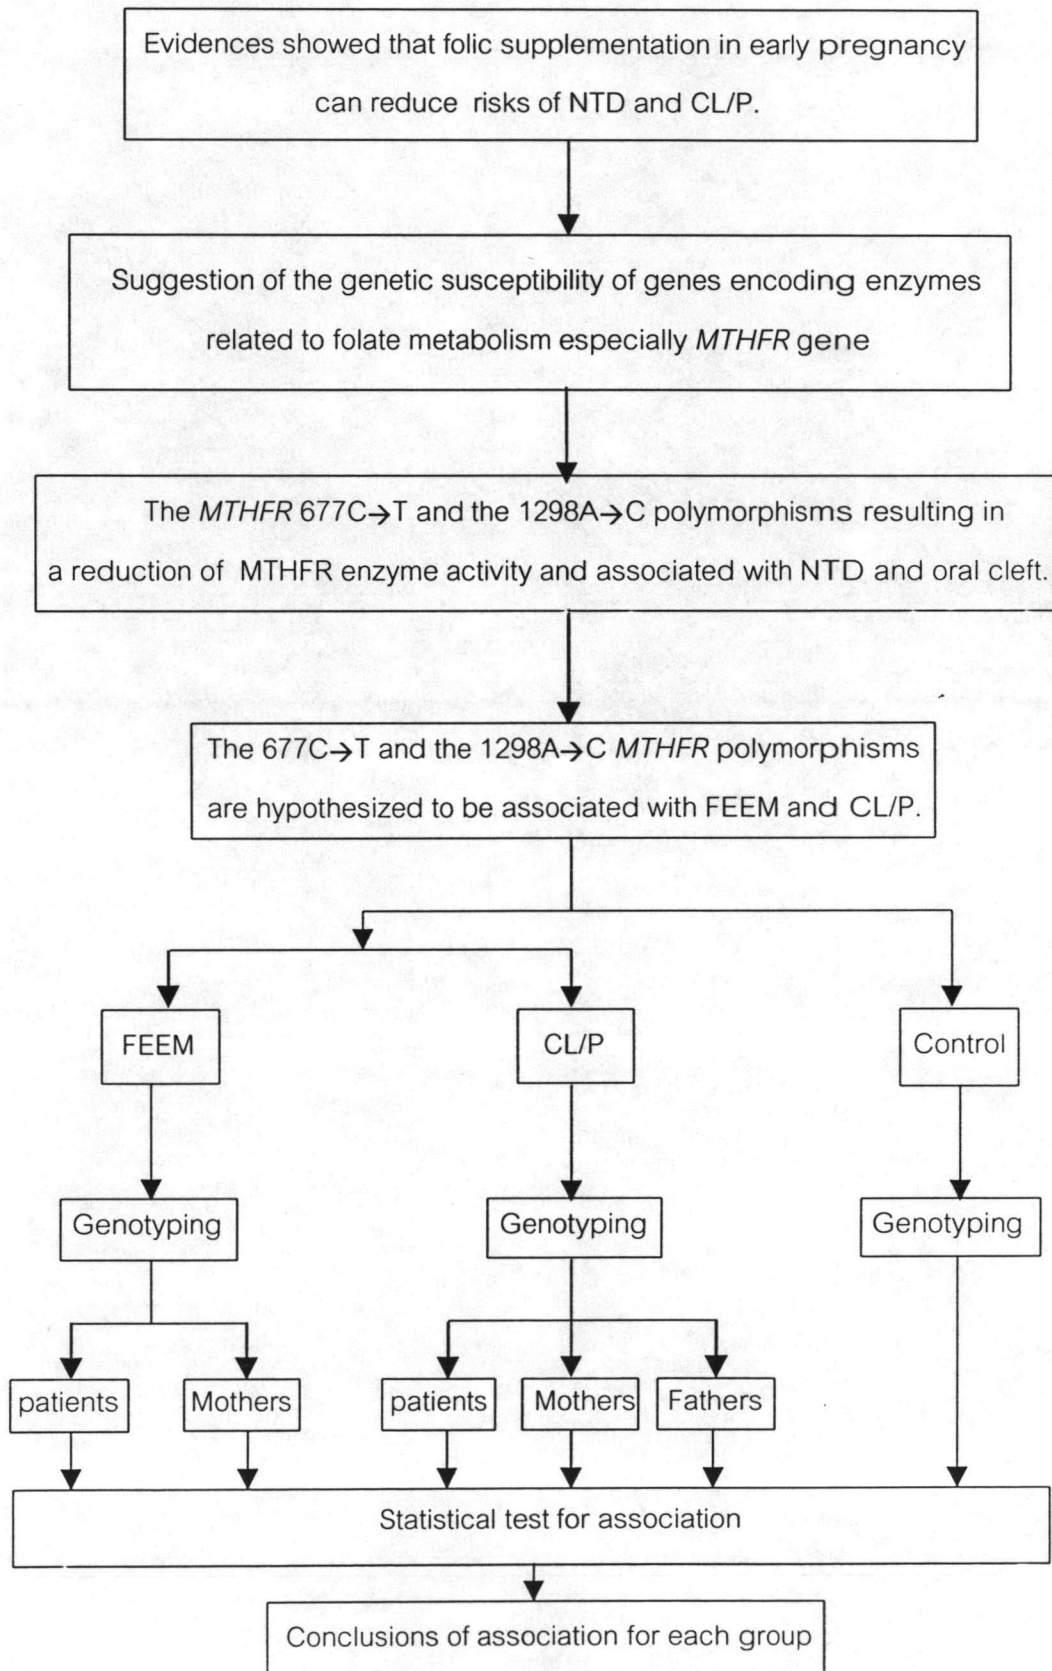 Evidences showed that folic supplementation in early pregnancy
can reduce risks of NTD and CL/P.
Suggestion of the genetic susceptibility of genes encoding enzymes
related to folate metabolism especially MTHFR gene
The MTHFR 677C→T and the 1298A→C polymorphisms resulting in
a reduction of MTHFR enzyme activity and associated with NTD and oral cleft.
The 677C→T and the 1298A→C MTHFR polymorphisms
are hypothesized to be associated with FEEM and CL/P.
FEEM
CL/P
Control
Genotyping
Genotyping
Genotyping
patients
Mothers
patients
Mothers
Fathers
Statistical test for association
Conclusions of association for each group